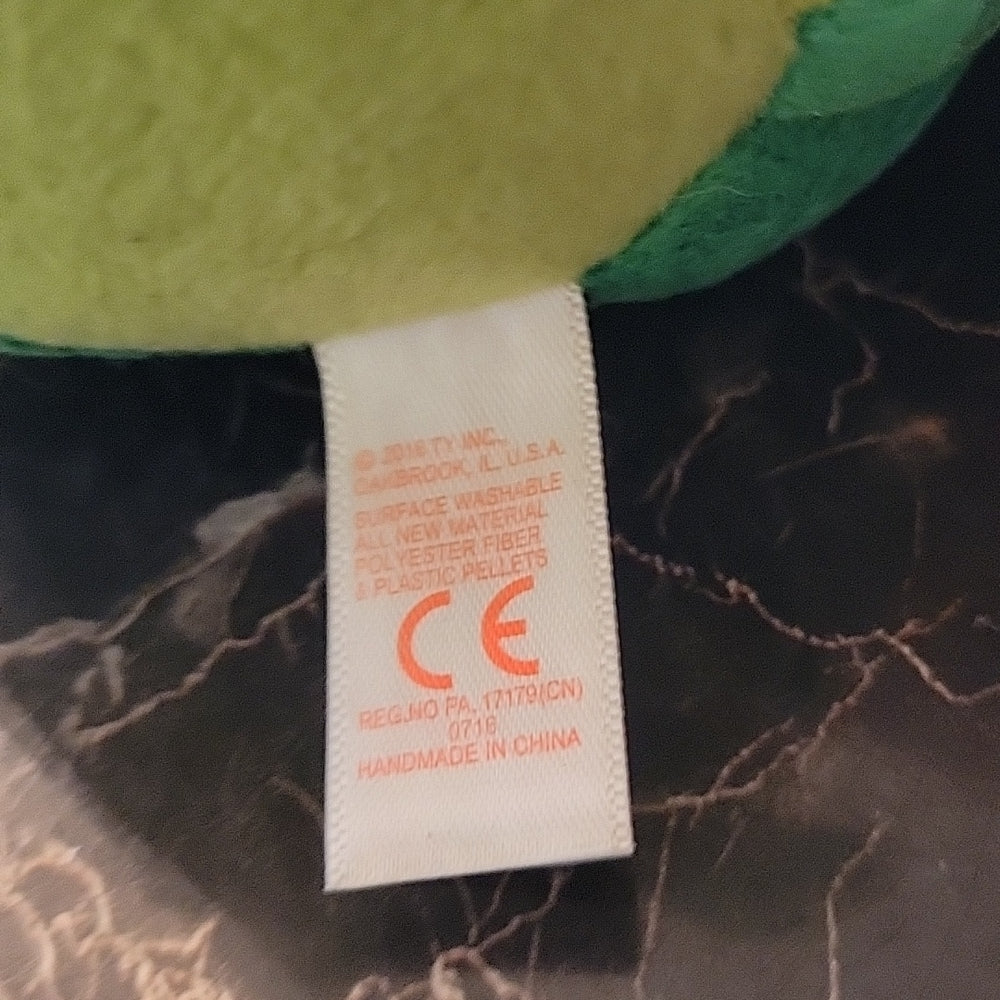 © 2016 TY INC.,
OAKBROOK, IL. U.S.A.
SURFACE WASHABLE
ALL NEW MATERIAL
POLYESTER FIBER
& PLASTIC PELLETS
CE
REG.NO PA. 17179(CN)
0716
HANDMADE IN CHINA